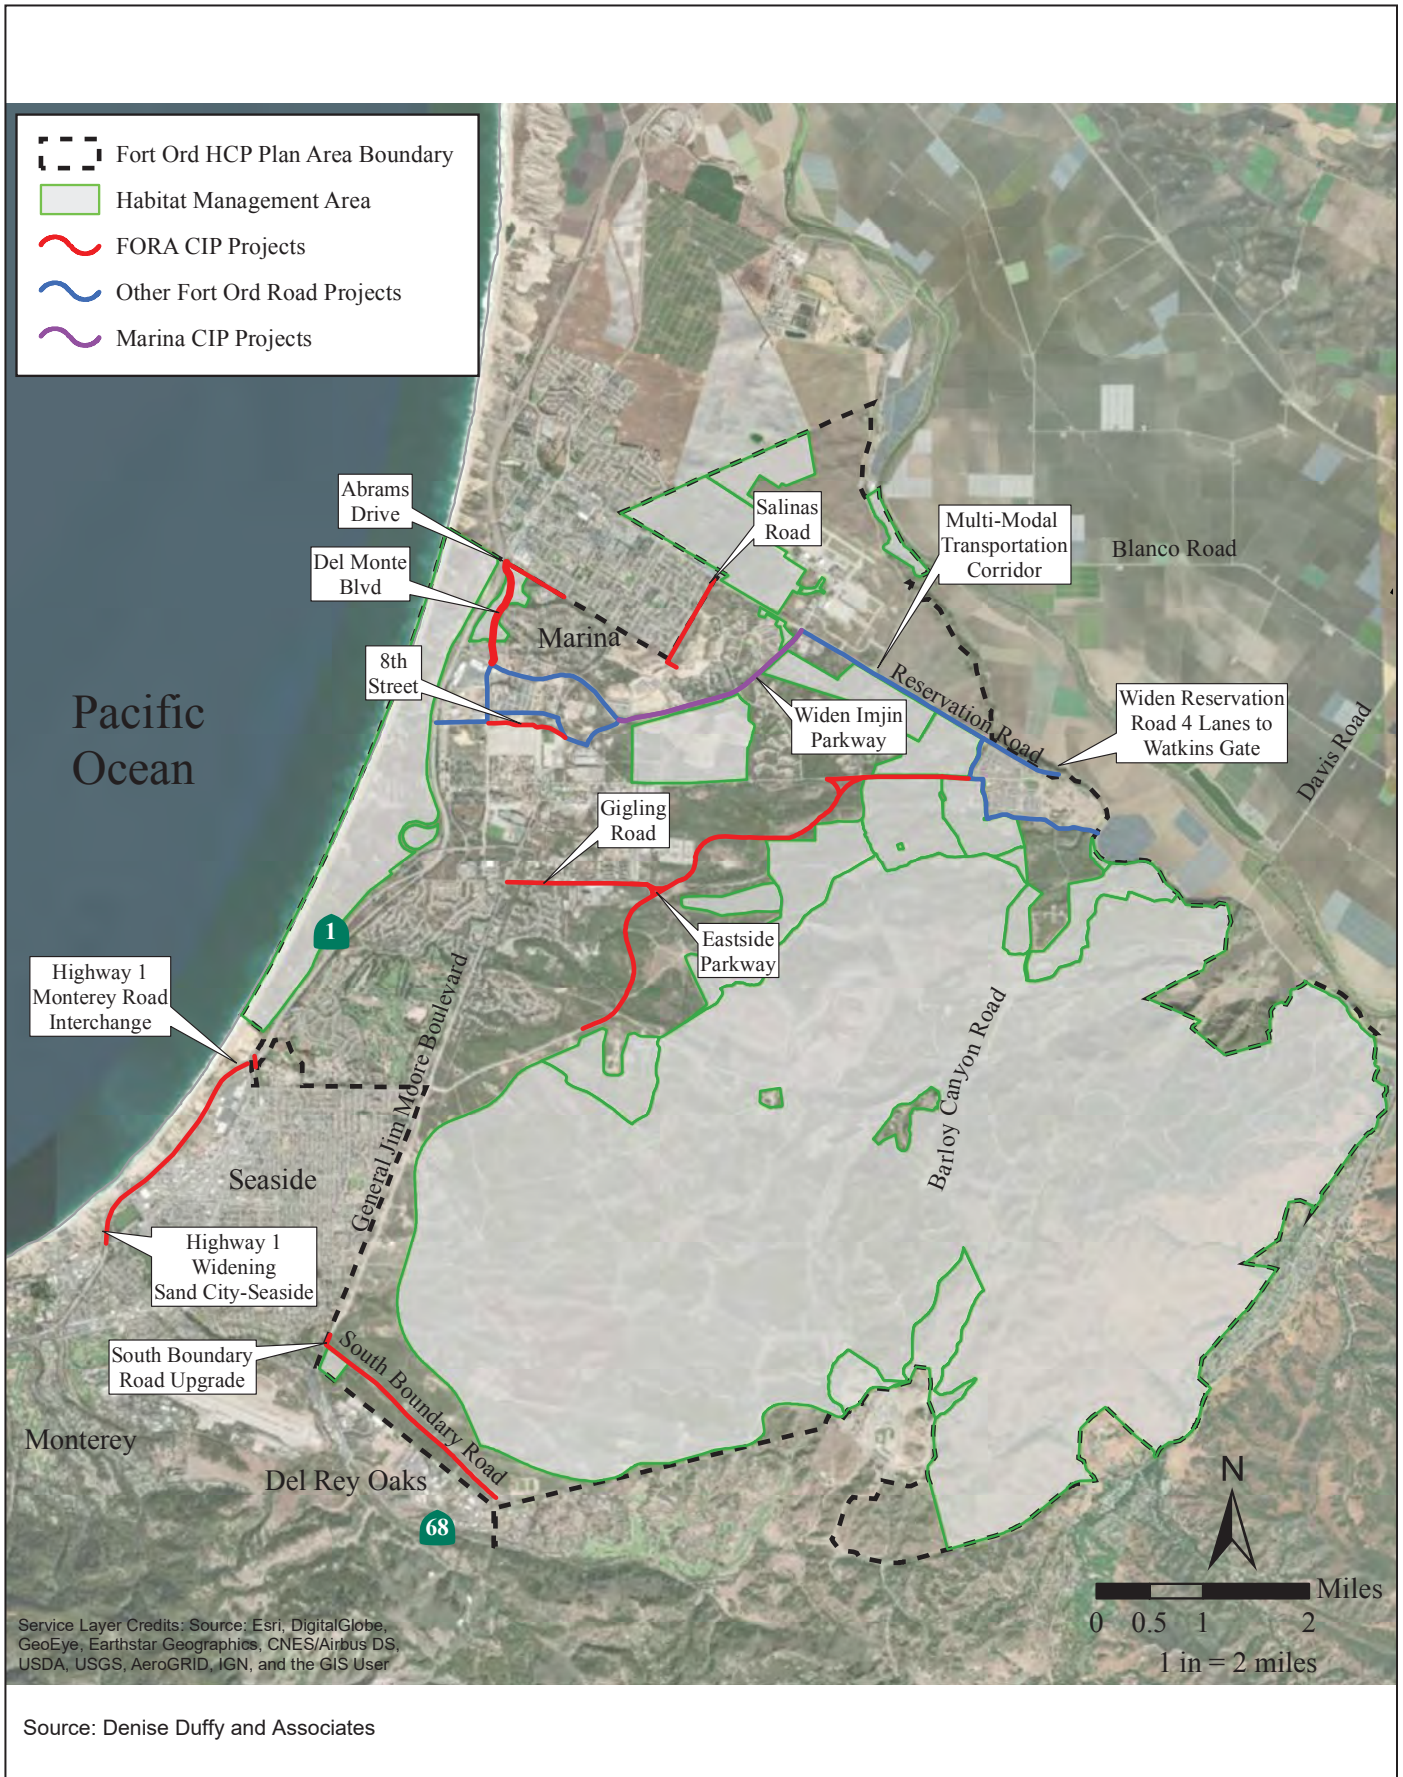 Fort Ord HCP Plan Area Boundary
Habitat Management Area
FORA CIP Projects
Other Fort Ord Road Projects
Marina CIP Projects
Abrams
Drive
Del Monte
Blvd
8th
Street
Marina
Salinas
Road
Multi-Modal
Transportation
Corridor
Blanco Road
Reservation Road
Widen Imjin
Parkway
Widen Reservation
Road 4 Lanes to
Watkins Gate
Davis Road
Pacific
Ocean
Gigling
Road
Eastside
Parkway
1
Highway 1
Monterey Road
Interchange
General Jim Moore Boulevard
Barloy Canyon Road
Seaside
Highway 1
Widening
Sand City-Seaside
South Boundary
Road Upgrade
South Boundary Road
Monterey
Del Rey Oaks
68
N
Miles
0 0.5 1 2
1 in = 2 miles
Service Layer Credits: Source: Esri, DigitalGlobe,
GeoEye, Earthstar Geographics, CNES/Airbus DS,
USDA, USGS, AeroGRID, IGN, and the GIS User
Source: Denise Duffy and Associates